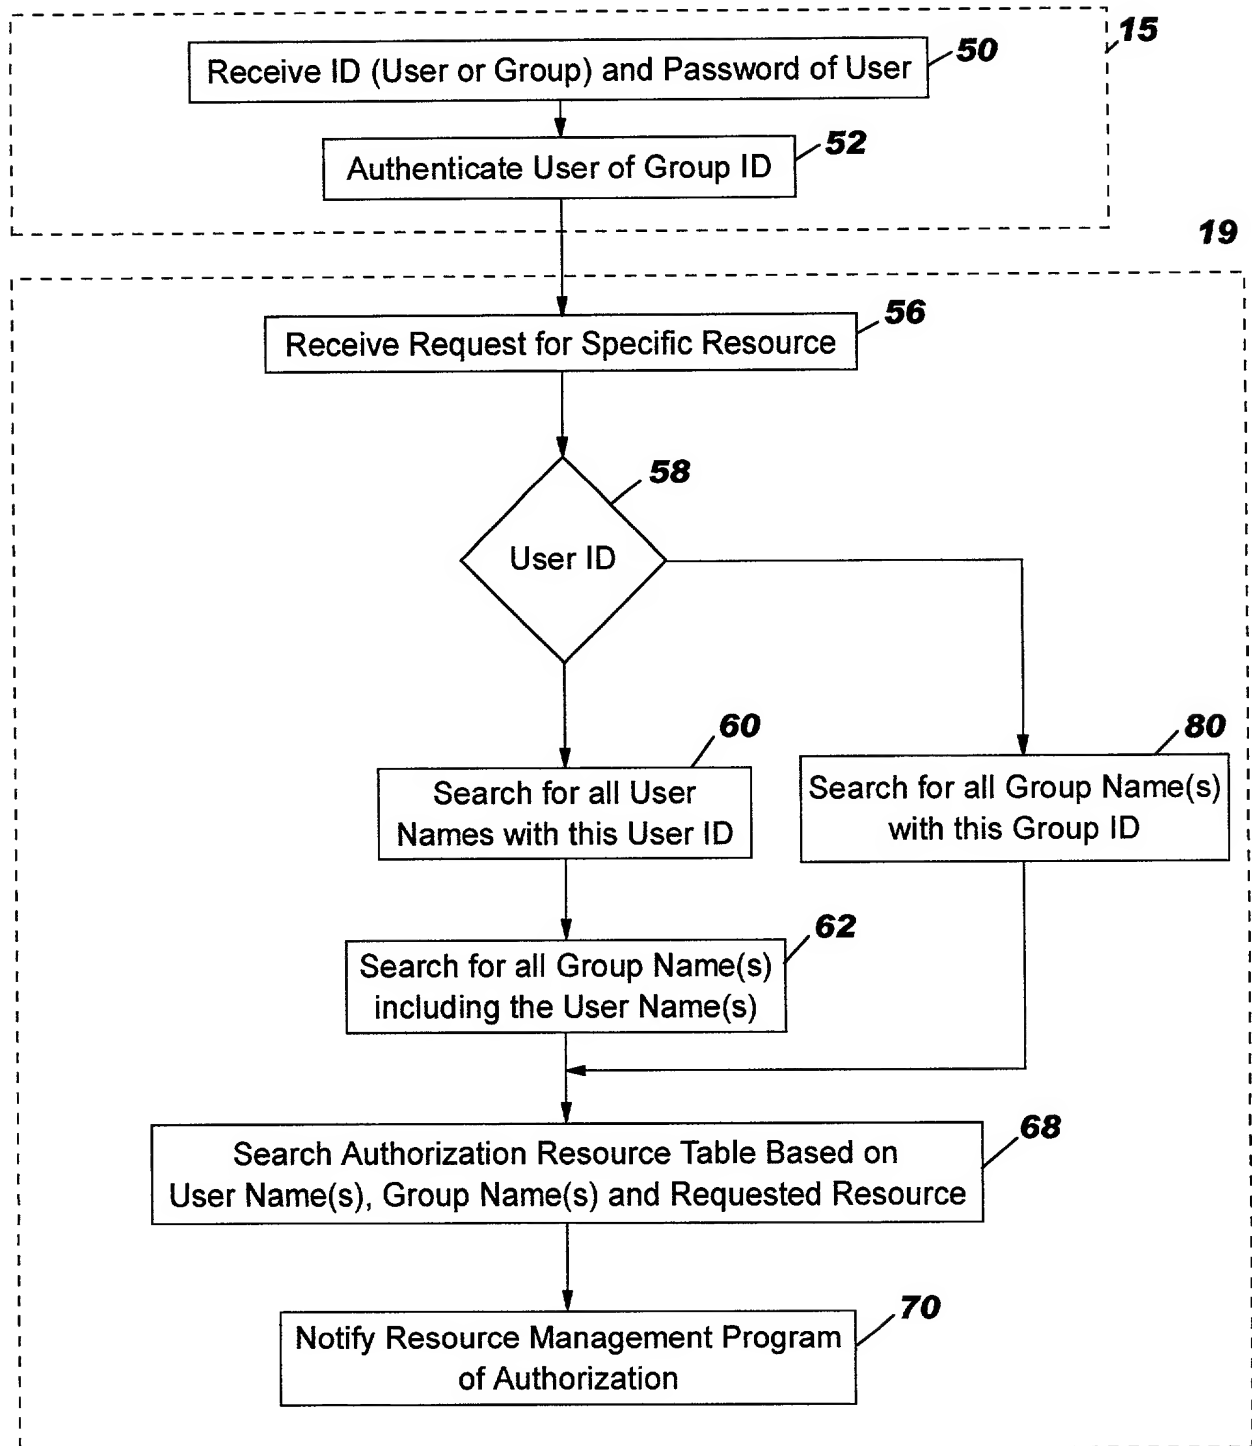 15
Receive ID (User or Group) and Password of User
50
Authenticate User of Group ID
52
19
Receive Request for Specific Resource
56
User ID
58
60
Search for all User
Names with this User ID
80
Search for all Group Name(s)
with this Group ID
62
Search for all Group Name(s)
including the User Name(s)
68
Search Authorization Resource Table Based on
User Name(s), Group Name(s) and Requested Resource
70
Notify Resource Management Program
of Authorization